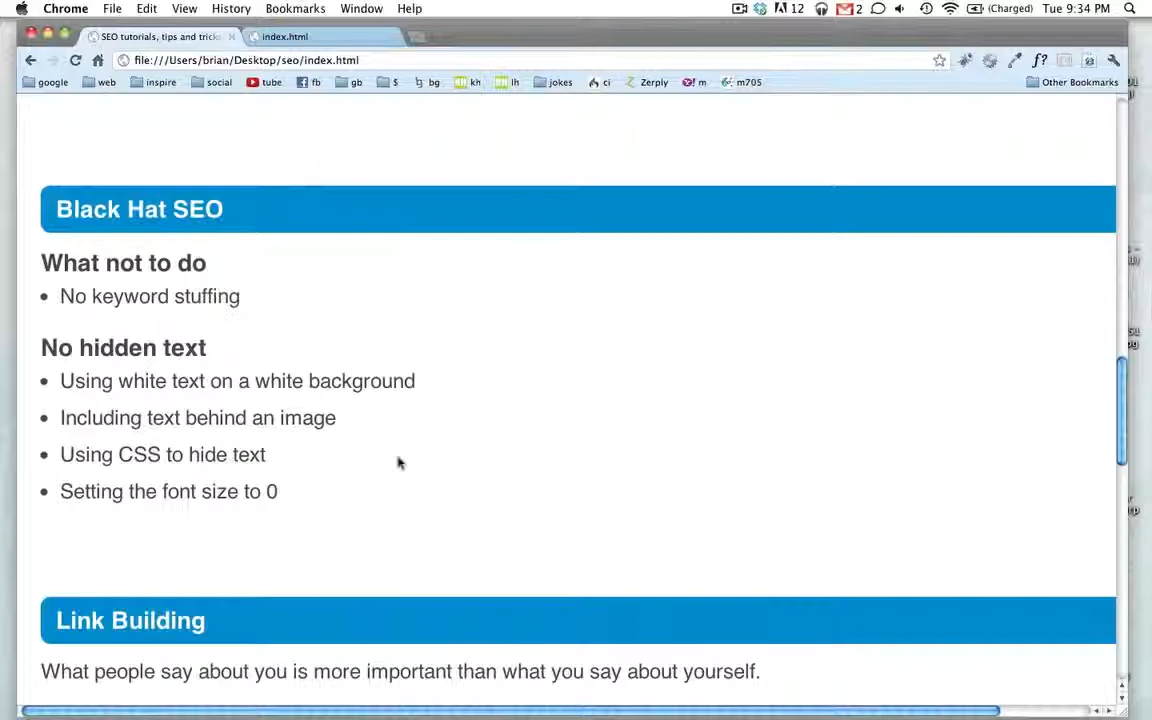 Chrome File Edit View History Bookmarks Window Help 12 2 (Charged) Tue 9:34 PM
SEO tutorials, tips and trick index.html
file:///Users/brian/Desktop/seo/index.html f?
google web inspire social tube fb gb $ bg kh lh jokes ci Zerply m m705 Other Bookmarks
Black Hat SEO
What not to do
• No keyword stuffing
No hidden text
• Using white text on a white background
• Including text behind an image
• Using CSS to hide text
• Setting the font size to 0
Link Building
What people say about you is more important than what you say about yourself.